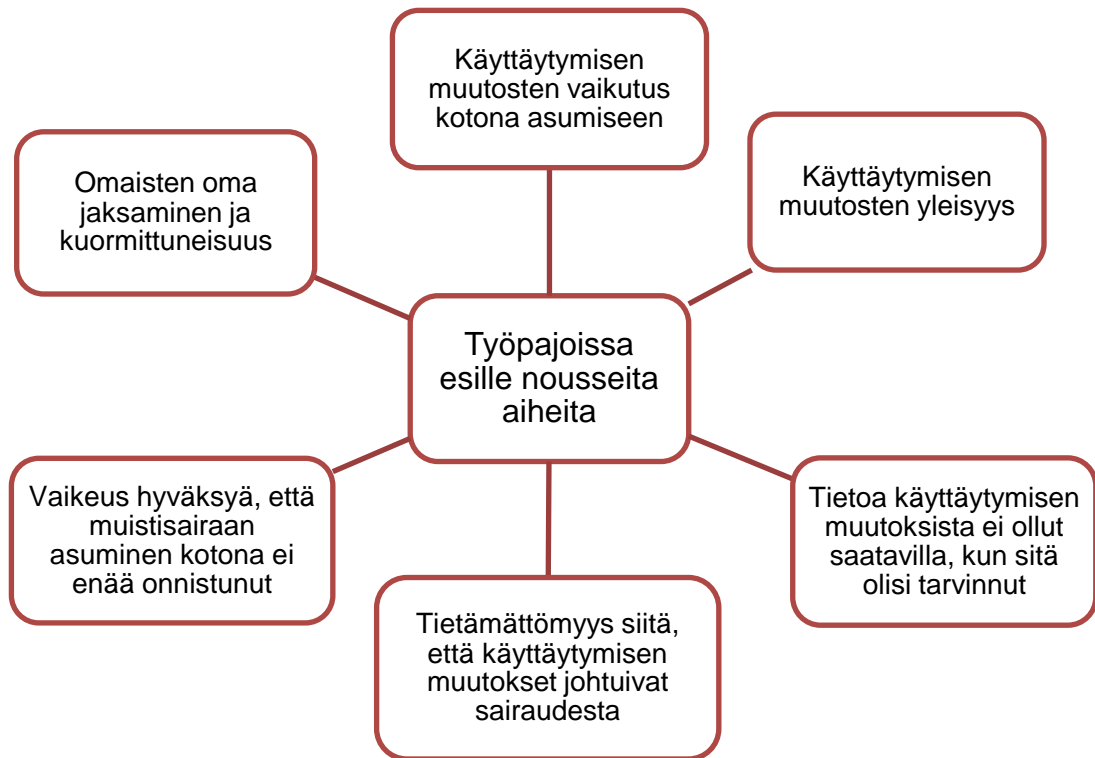 Käyttäytymisen
muutosten vaikutus
kotona asumiseen
Käyttäytymisen
muutosten yleisyys
Tietoa käyttäytymisen
muutoksista ei ollut
saatavilla, kun sitä
olisi tarvinnut
Tietämättömyys siitä,
että käyttäytymisen
muutokset johtuivat
sairaudesta
Vaikeus hyväksyä, että
muistisairaan
asuminen kotona ei
enää onnistunut
Omaisten oma
jaksaminen ja
kuormittuneisuus
Työpajoissa
esille nousseita
aiheita